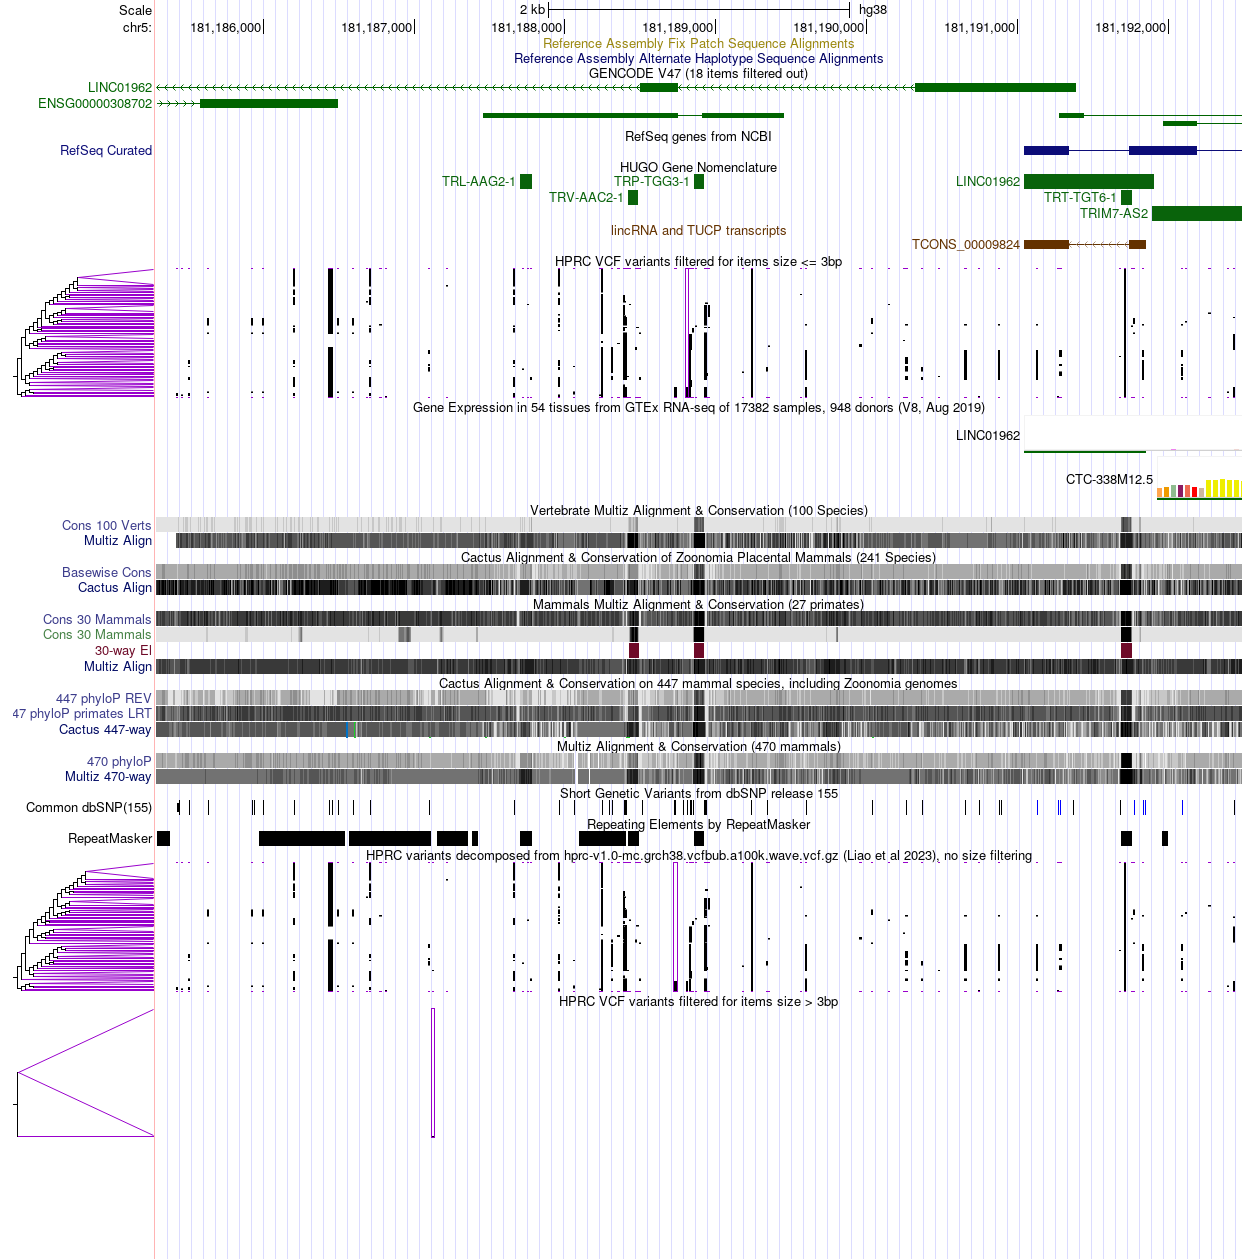 Scale 2 kb hg38
chr5: 181,186,000 181,187,000 181,188,000 181,189,000 181,190,000 181,191,000 181,192,000
Reference Assembly Fix Patch Sequence Alignments
Reference Assembly Alternate Haplotype Sequence Alignments
GENCODE V47 (18 items filtered out)
LINC01962
ENSG00000308702
RefSeq genes from NCBI
RefSeq Curated
HUGO Gene Nomenclature
TRL-AAG2-1 TRP-TGG3-1 LINC01962
TRV-AAC2-1 TRT-TGT6-1
TRIM7-AS2
lincRNA and TUCP transcripts
TCONS_00009824
HPRC VCF variants filtered for items size <= 3bp
Gene Expression in 54 tissues from GTEx RNA-seq of 17382 samples, 948 donors (V8, Aug 2019)
LINC01962
CTC-338M12.5
Vertebrate Multiz Alignment & Conservation (100 Species)
Cons 100 Verts
Multiz Align
Cactus Alignment & Conservation of Zoonomia Placental Mammals (241 Species)
Basewise Cons
Cactus Align
Mammals Multiz Alignment & Conservation (27 primates)
Cons 30 Mammals
Cons 30 Mammals
30-way El
Multiz Align
Cactus Alignment & Conservation on 447 mammal species, including Zoonomia genomes
447 phyloP REV
47 phyloP primates LRT
Cactus 447-way
Multiz Alignment & Conservation (470 mammals)
470 phyloP
Multiz 470-way
Short Genetic Variants from dbSNP release 155
Common dbSNP(155)
Repeating Elements by RepeatMasker
RepeatMasker
HPRC variants decomposed from hprc-v1.0-mc.grch38.vcfbub.a100k.wave.vcf.gz (Liao et al 2023), no size filtering
HPRC VCF variants filtered for items size > 3bp